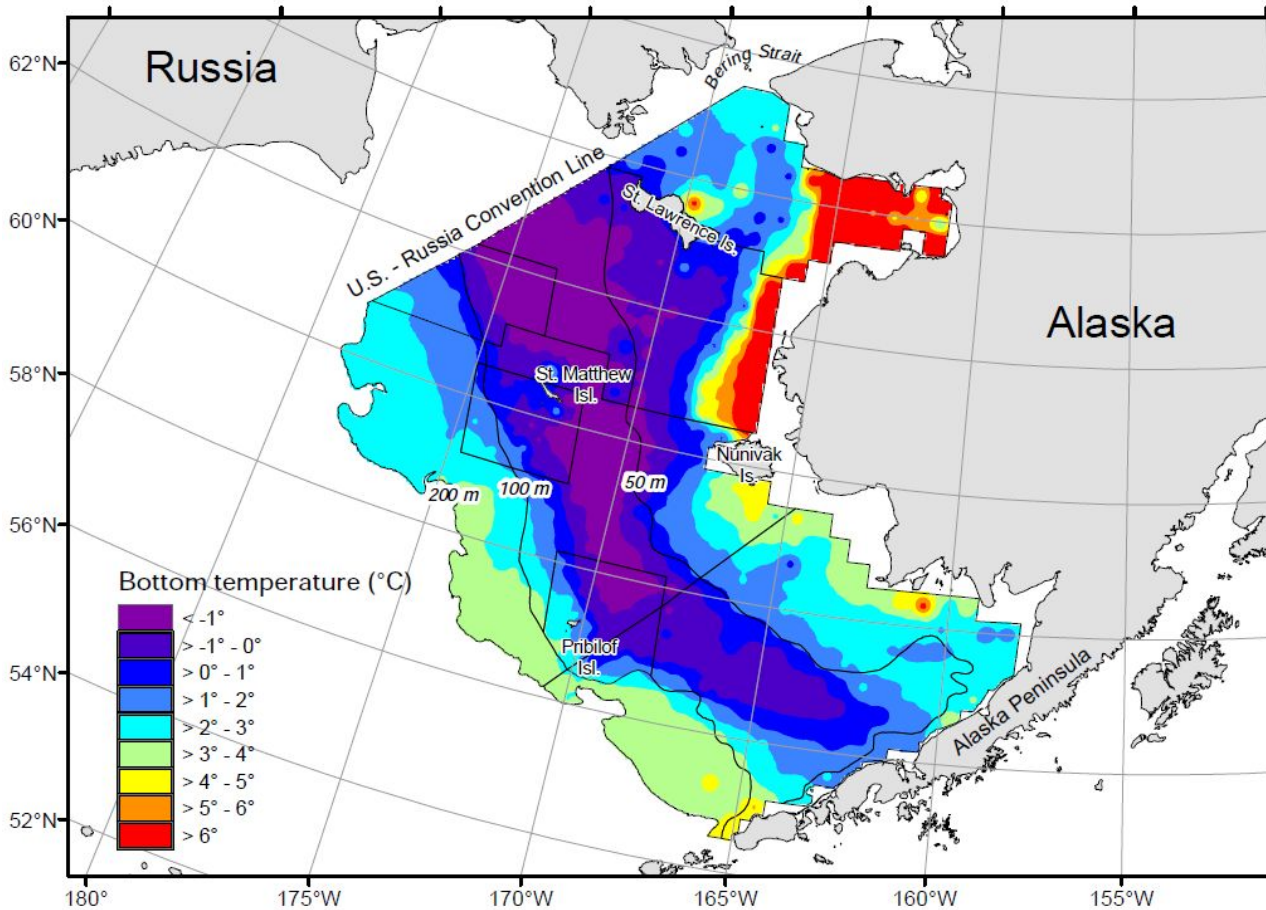 62°N
60°N
58°N
56°N
54°N
52°N
Russia
Bering Strait
U.S. - Russia Convention Line
St. Lawrence Is.
Alaska
St. Matthew
Isl.
Nunivak
Is.
200 m
100 m
50 m
Pribilof
Isl.
Alaska Peninsula
Bottom temperature (°C)
< -1°
> -1° - 0°
> 0° - 1°
> 1° - 2°
> 2° - 3°
> 3° - 4°
> 4° - 5°
> 5° - 6°
> 6°
180°
175°W
170°W
165°W
160°W
155°W